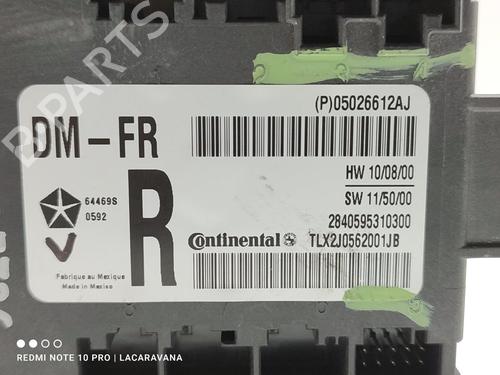 (P)05026612AJ
DM-FR
HW 10/08/00
SW 11/50/00
64469S
0592
R
2840595310300
Continental
TLX2J0562001JB
Fabrique au Mexique
Made in Mexico
B-PARTS
REDMI NOTE 10 PRO | LACARAVANA